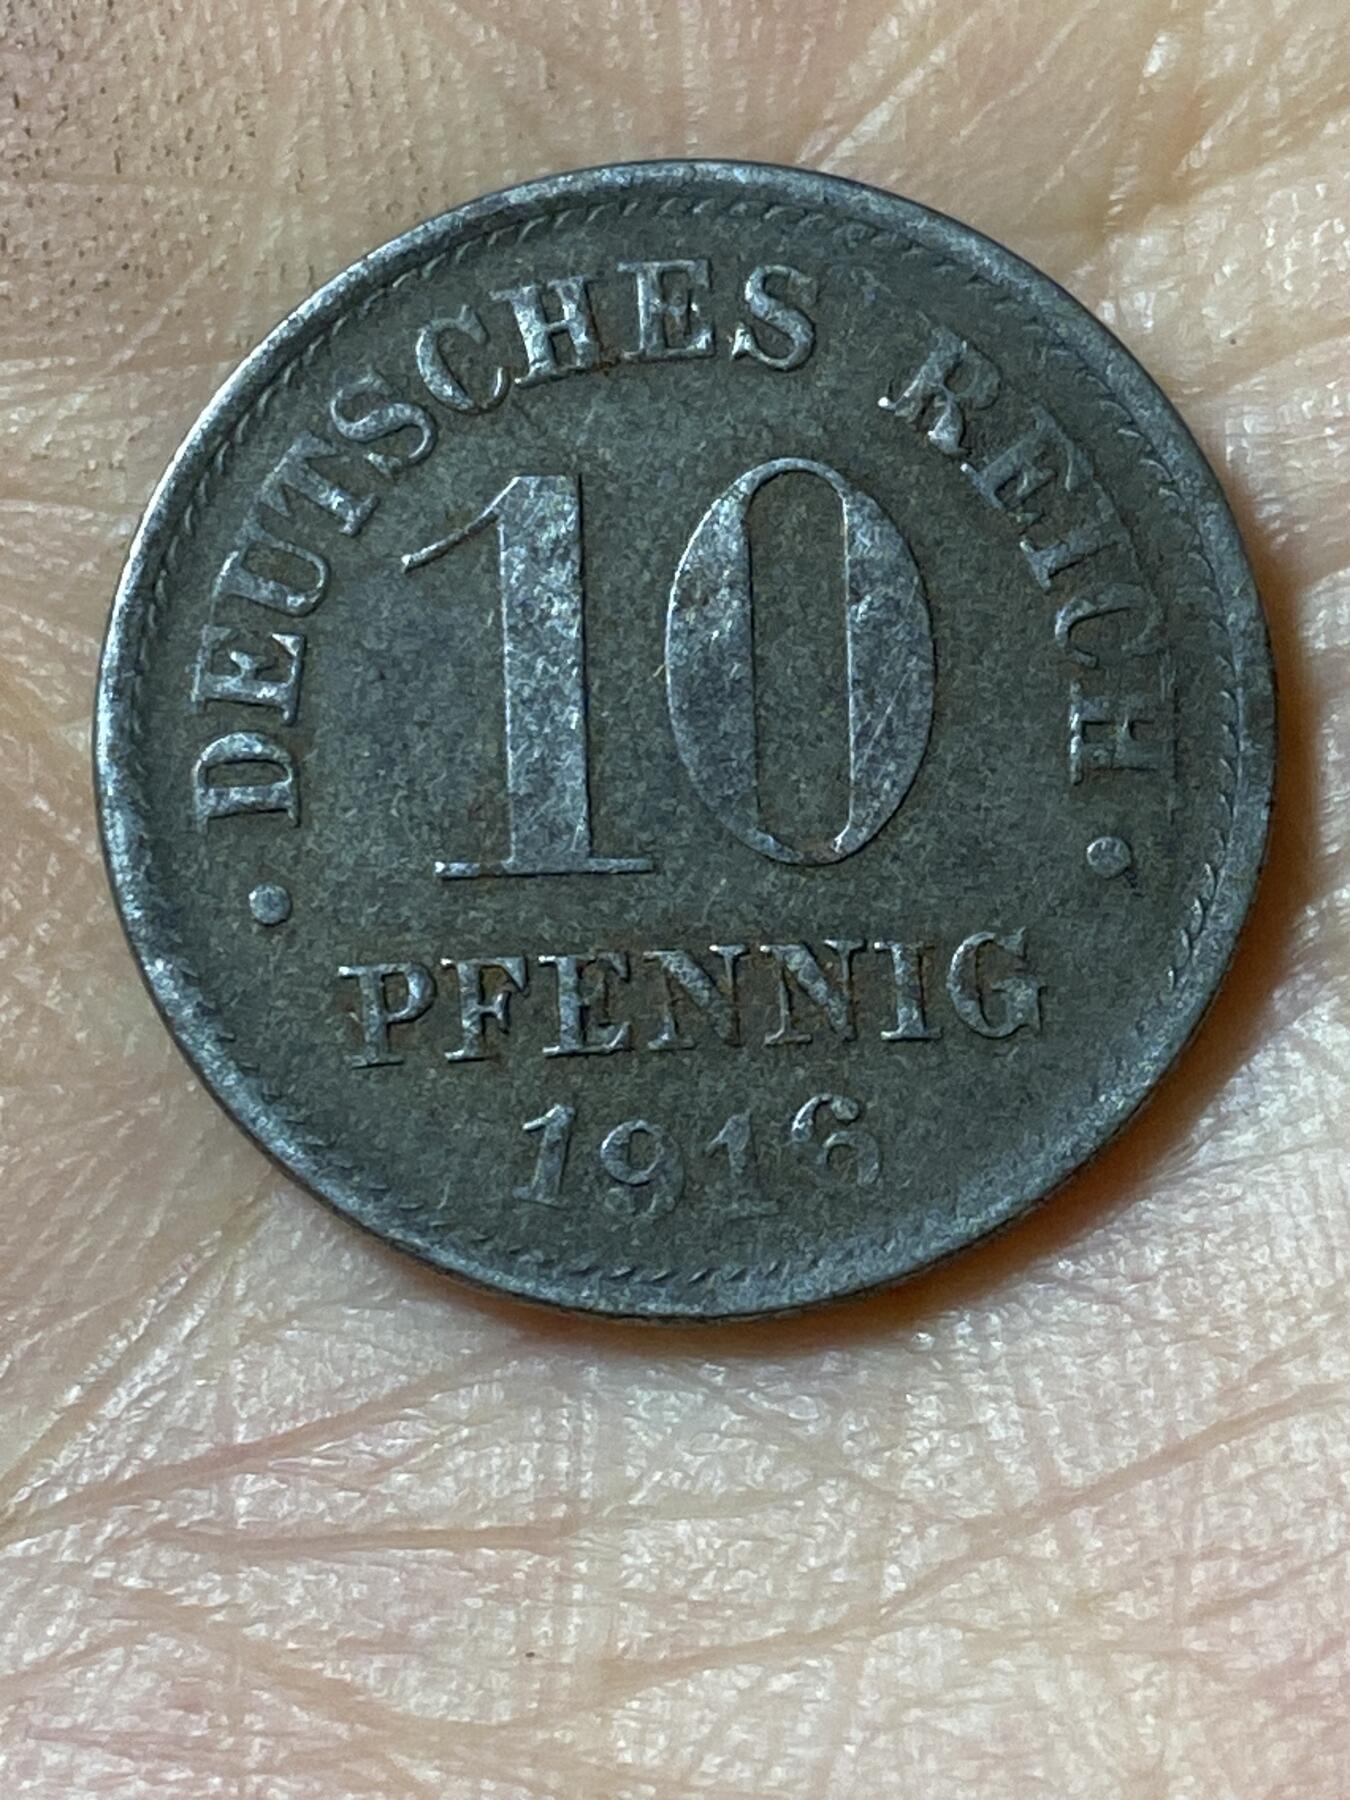 DEUTSCHES REICH
10
PFENNIG
1916